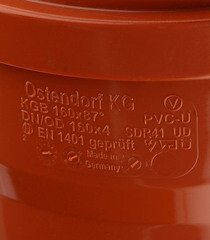 Ostendorf KG
KGB 160x87° PVC-U
DN/OD 160x4 SDR41 UD
EN 1401 geprüft
Made in
Germany